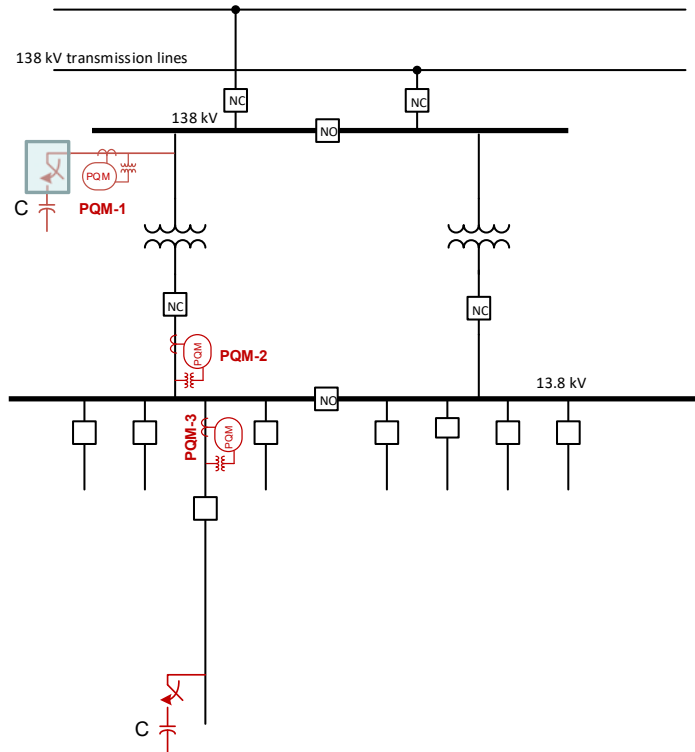 138 kV transmission lines
NC
NC
138 kV
NO
PQM
C
PQM-1
NC
NC
PQM
PQM-2
13.8 kV
NO
PQM-3
PQM
C